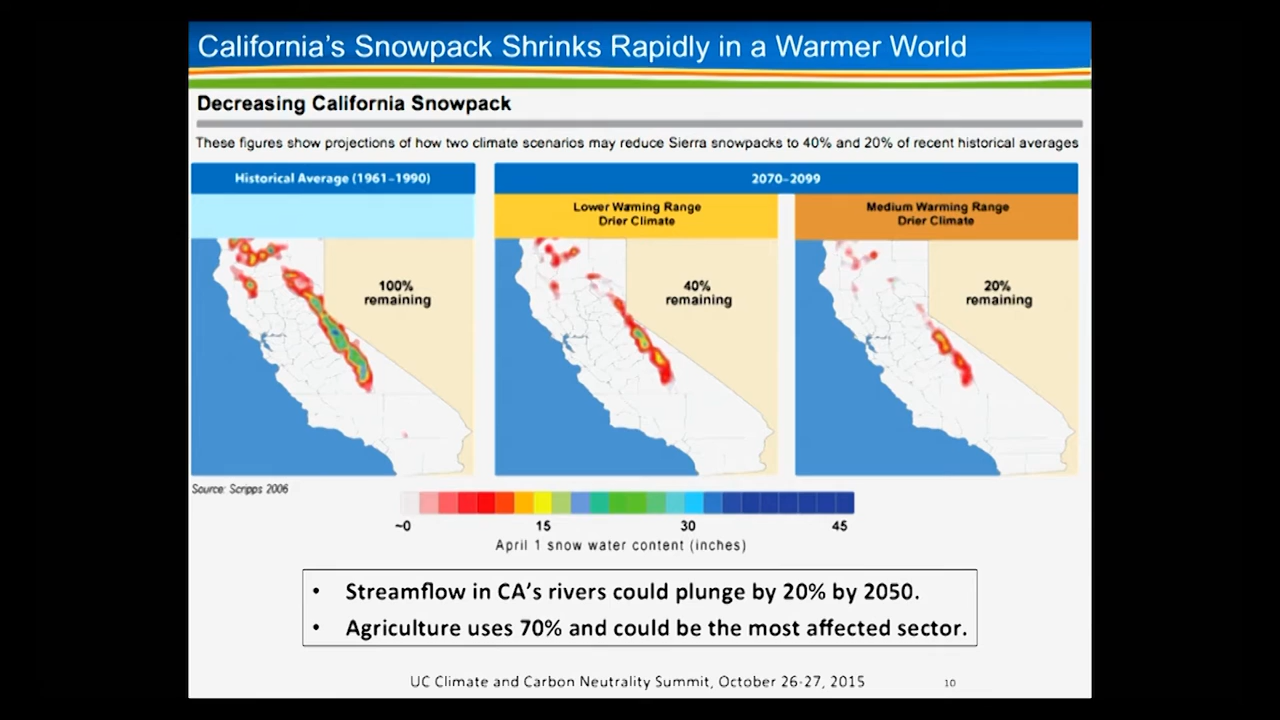 California's Snowpack Shrinks Rapidly in a Warmer World
Decreasing California Snowpack
These figures show projections of how two climate scenarios may reduce Sierra snowpacks to 40% and 20% of recent historical averages
Historical Average (1961–1990)
2070–2099
Lower Warming Range
Drier Climate
Medium Warming Range
Drier Climate
100%
remaining
40%
remaining
20%
remaining
Source: Scripps 2006
~0 15 30 45
April 1 snow water content (inches)
• Streamflow in CA's rivers could plunge by 20% by 2050.
• Agriculture uses 70% and could be the most affected sector.
UC Climate and Carbon Neutrality Summit, October 26-27, 2015
10